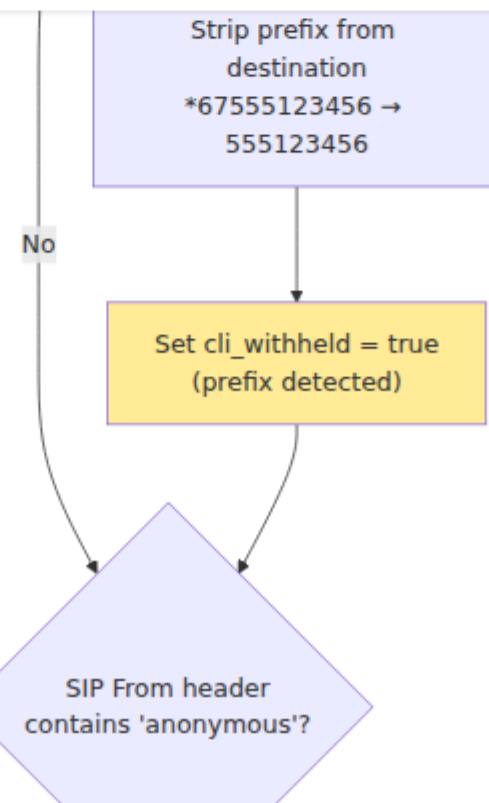 Strip prefix from
destination
*67555123456 →
555123456
No
Set cli_withheld = true
(prefix detected)
SIP From header
contains 'anonymous'?